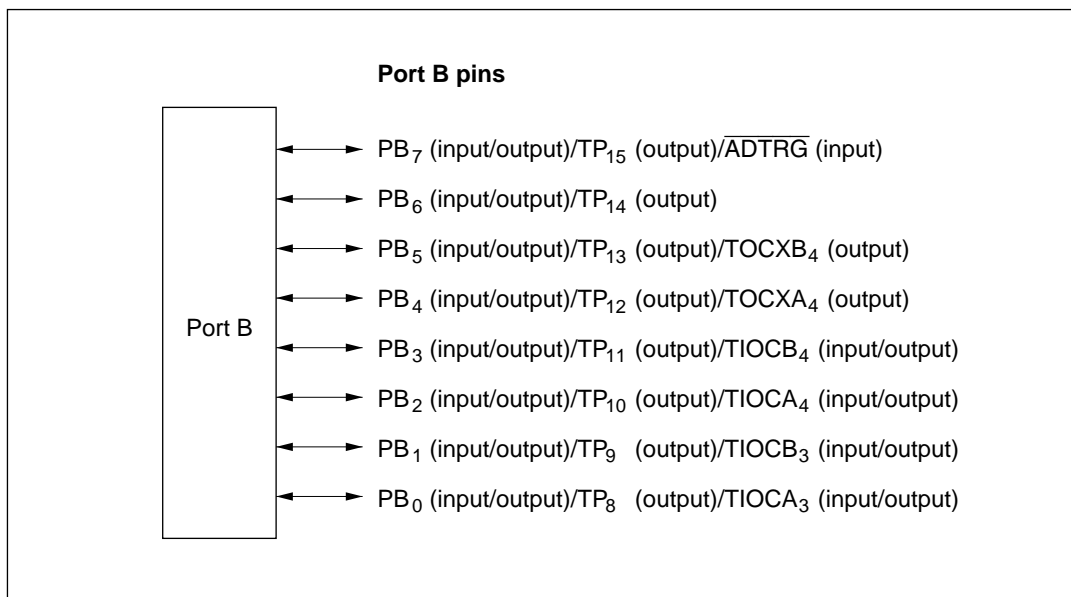 Port B pins
PB7 (input/output)/TP15 (output)/A̅D̅T̅R̅G̅ (input)
PB6 (input/output)/TP14 (output)
PB5 (input/output)/TP13 (output)/TOCXB4 (output)
PB4 (input/output)/TP12 (output)/TOCXA4 (output)
Port B
PB3 (input/output)/TP11 (output)/TIOCB4 (input/output)
PB2 (input/output)/TP10 (output)/TIOCA4 (input/output)
PB1 (input/output)/TP9 (output)/TIOCB3 (input/output)
PB0 (input/output)/TP8 (output)/TIOCA3 (input/output)